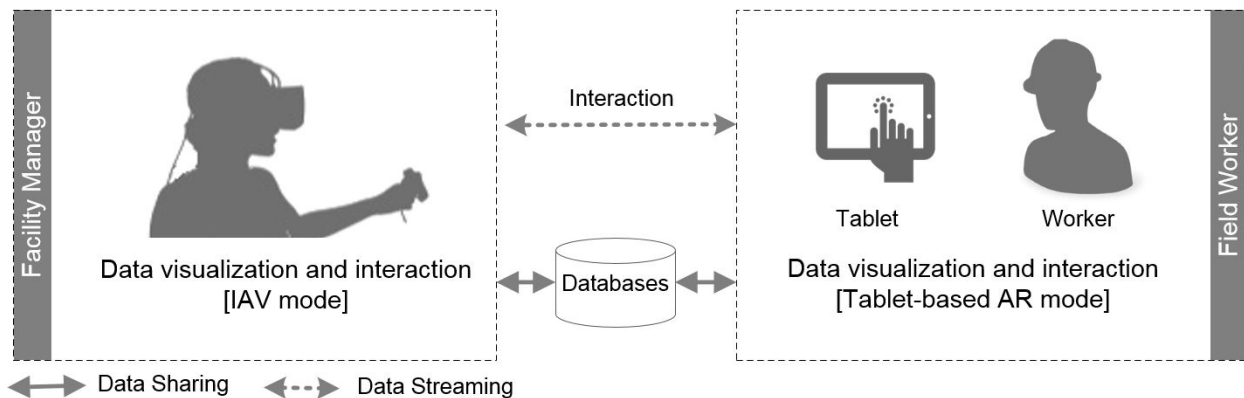 Facility Manager
Data visualization and interaction
[IAV mode]
Interaction
Databases
Tablet
Worker
Data visualization and interaction
[Tablet-based AR mode]
Field Worker
Data Sharing
Data Streaming